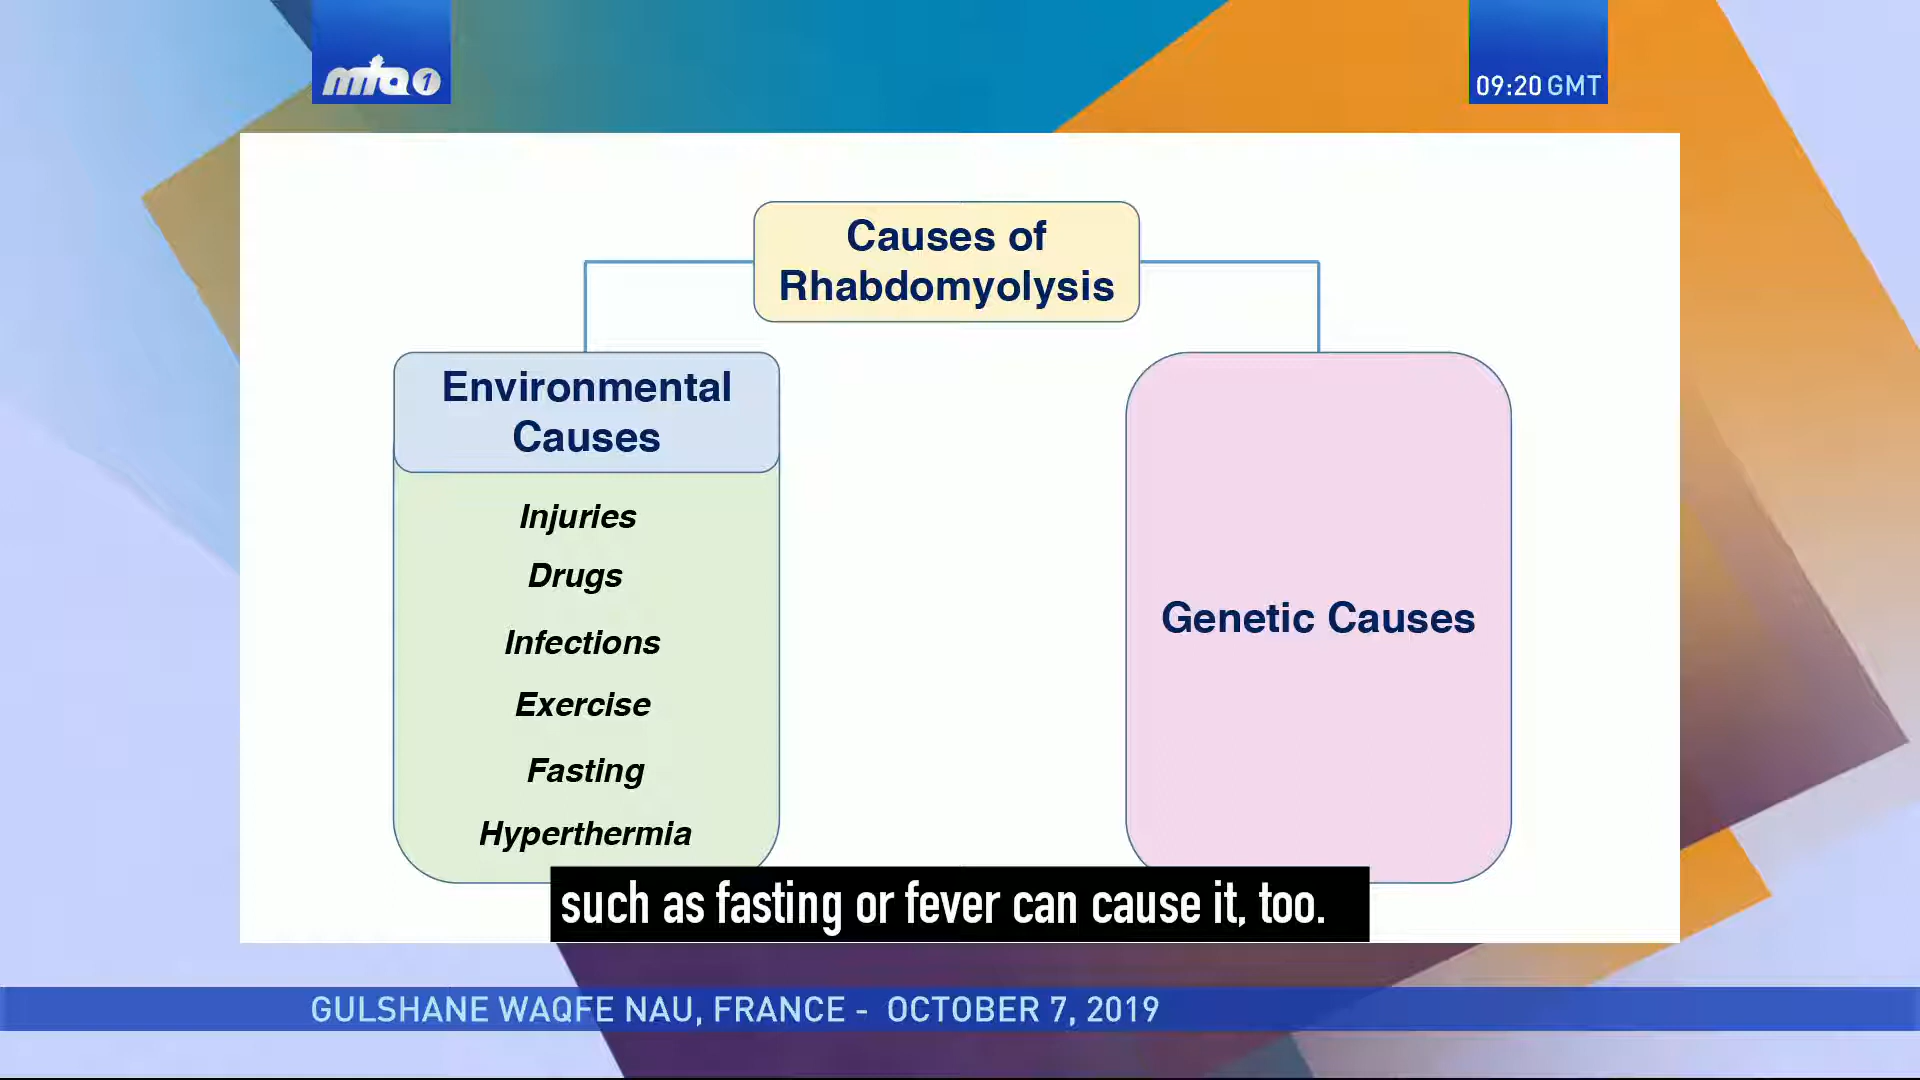 mta 1
09:20 GMT
Causes of
Rhabdomyolysis
Environmental
Causes
Injuries
Drugs
Infections
Exercise
Fasting
Hyperthermia
Genetic Causes
such as fasting or fever can cause it, too.
GULSHANE WAQFE NAU, FRANCE - OCTOBER 7, 2019